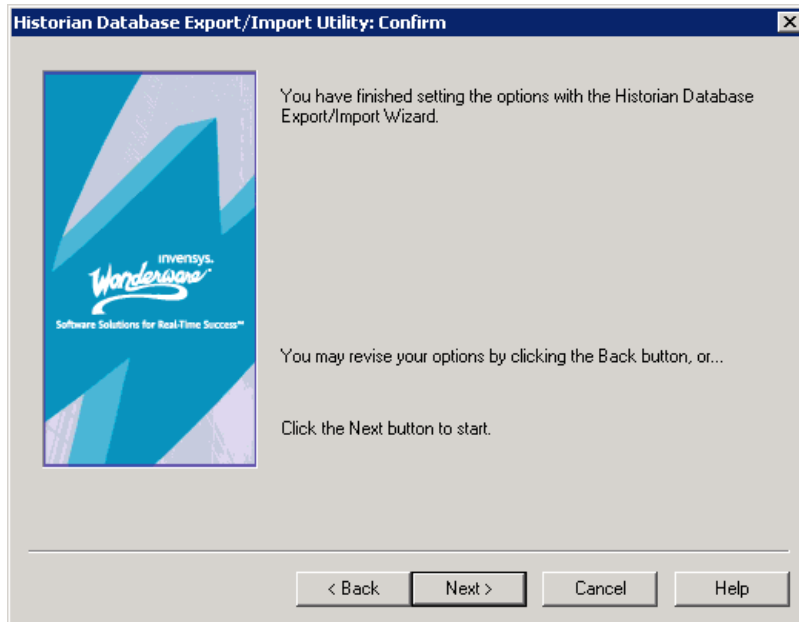 Historian Database Export/Import Utility: Confirm
You have finished setting the options with the Historian Database
Export/Import Wizard.
invensys.
Wonderware
Software Solutions for Real-Time Success™
You may revise your options by clicking the Back button, or...
Click the Next button to start.
< Back
Next >
Cancel
Help